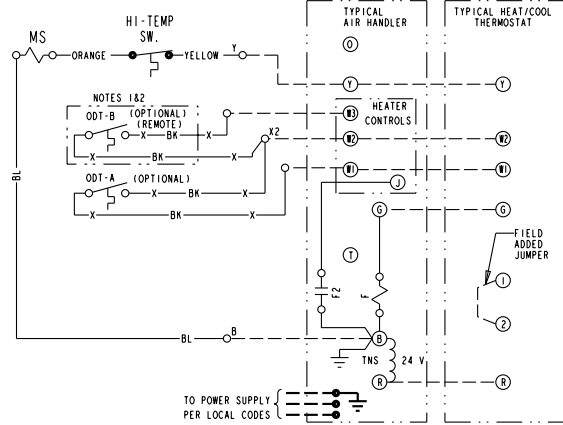 TYPICAL
AIR HANDLER
TYPICAL HEAT/COOL
THERMOSTAT
HI-TEMP
SW.
MS
ORANGE
YELLOW
Y
O
Y
Y
NOTES 1&2
ODT-B
(OPTIONAL)
(REMOTE)
X
BK
X
X
BK
X
X2
W3
HEATER
CONTROLS
W2
W2
W1
W1
ODT-A
(OPTIONAL)
X
BK
X
BK
X
J
G
G
BL
T
FIELD
ADDED
JUMPER
1
2
F2
F
BL
B
B
TNS
24 V
R
R
TO POWER SUPPLY
PER LOCAL CODES